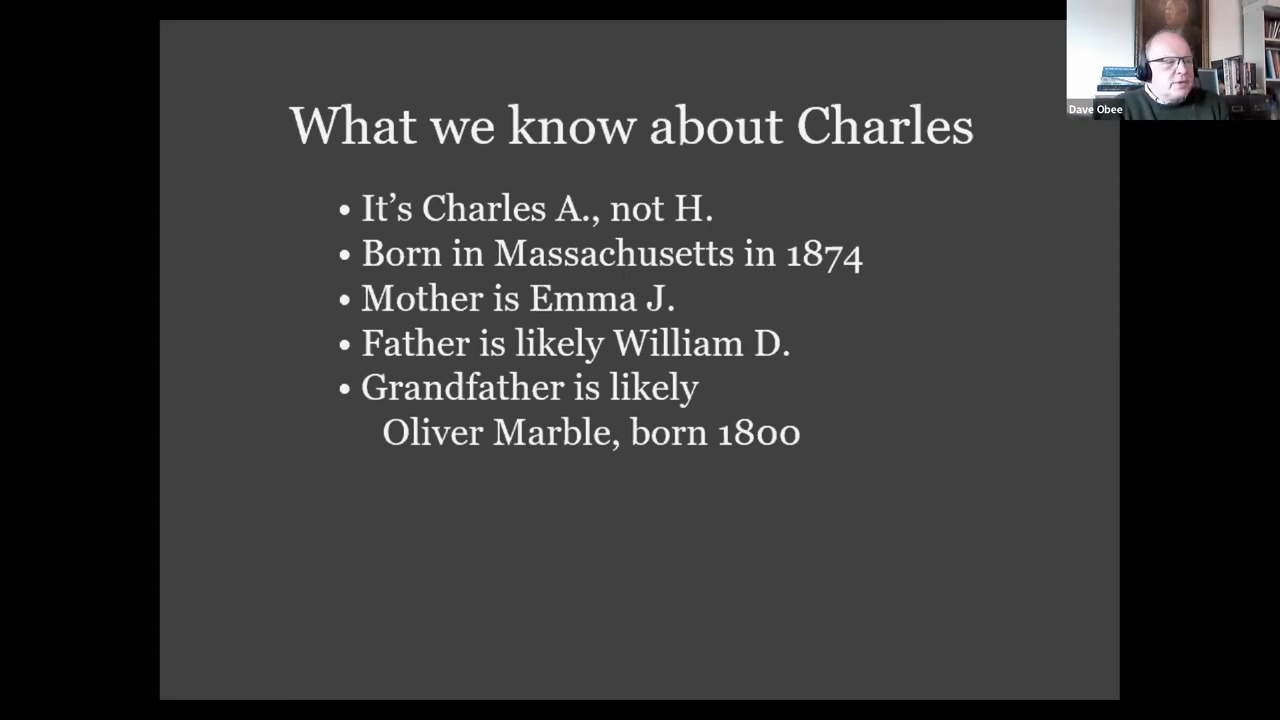 What we know about Charles
• It’s Charles A., not H.
• Born in Massachusetts in 1874
• Mother is Emma J.
• Father is likely William D.
• Grandfather is likely
Oliver Marble, born 1800
Dave Obee